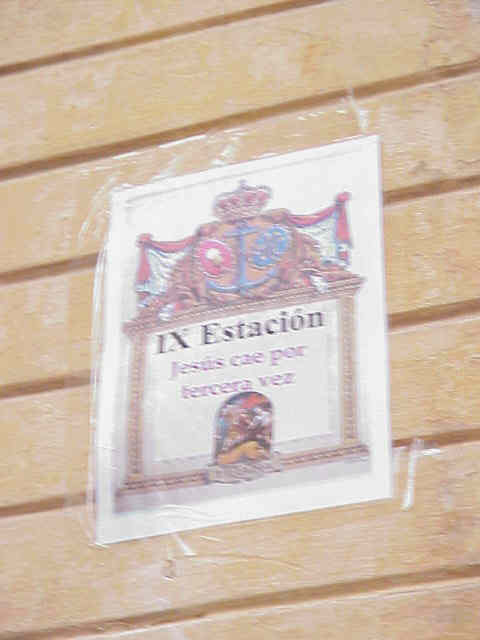 IX Estación
Jesús cae por
tercera vez